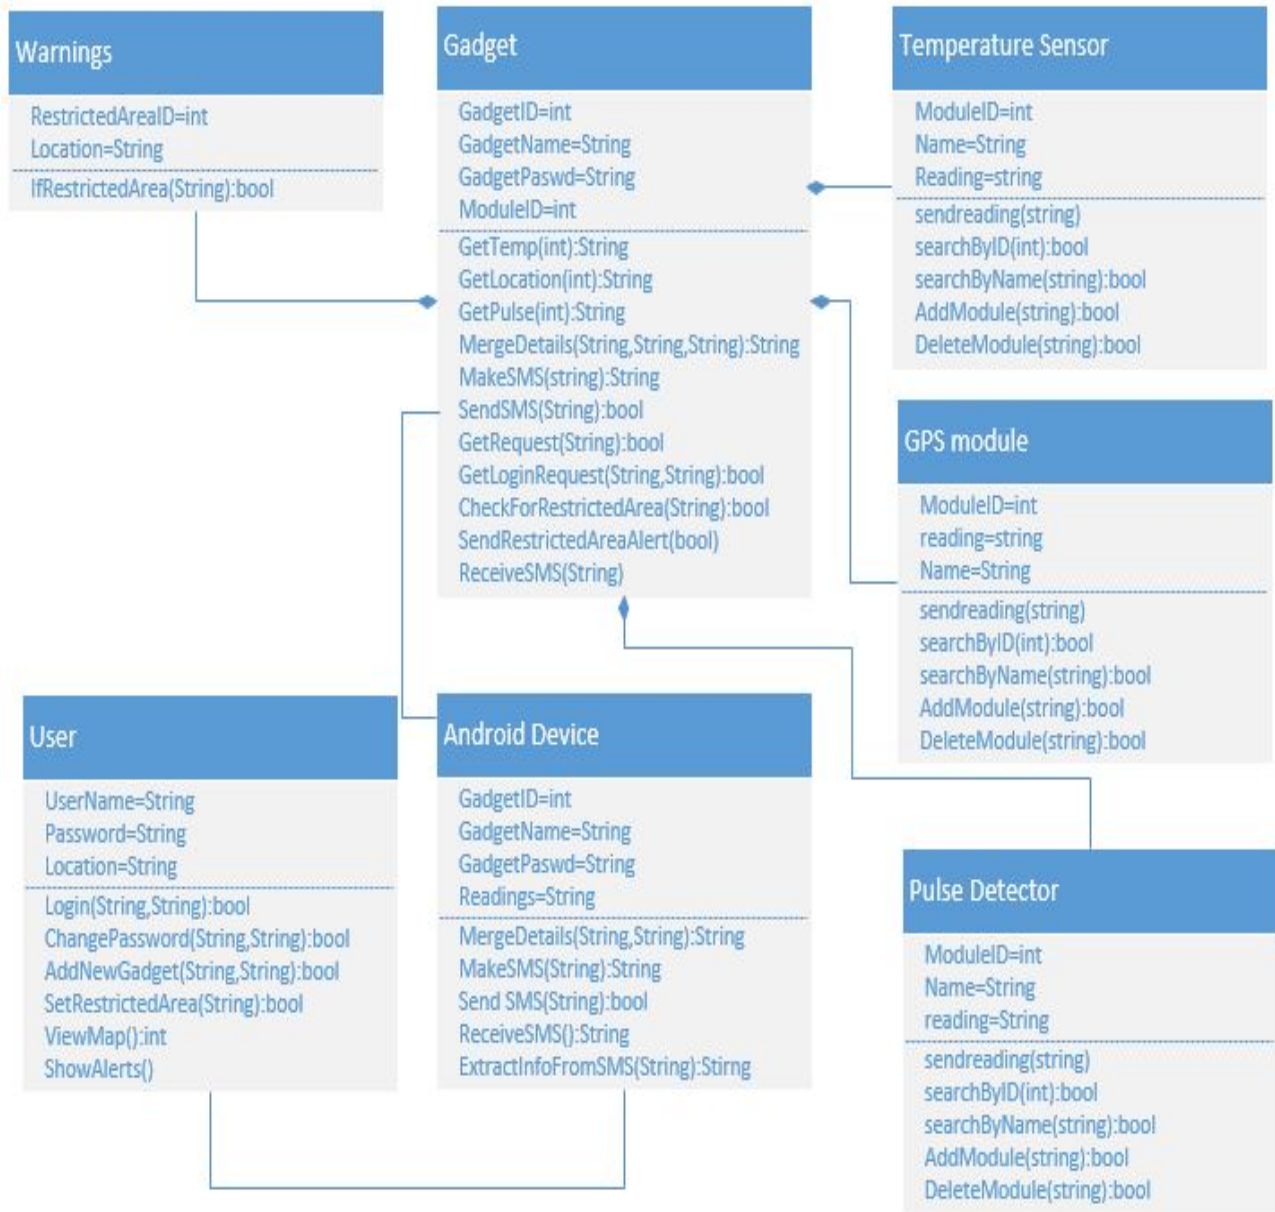 Warnings
RestrictedAreaID=int
Location=String
IfRestrictedArea(String):bool
Gadget
GadgetID=int
GadgetName=String
GadgetPaswd=String
ModuleID=int
GetTemp(int):String
GetLocation(int):String
GetPulse(int):String
MergeDetails(String,String,String):String
MakeSMS(string):String
SendSMS(String):bool
GetRequest(String):bool
GetLoginRequest(String,String):bool
CheckForRestrictedArea(String):bool
SendRestrictedAreaAlert(bool)
ReceiveSMS(String)
Temperature Sensor
ModuleID=int
Name=String
Reading=string
sendreading(string)
searchByID(int):bool
searchByName(string):bool
AddModule(string):bool
DeleteModule(string):bool
GPS module
ModuleID=int
reading=string
Name=String
sendreading(string)
searchByID(int):bool
searchByName(string):bool
AddModule(string):bool
DeleteModule(string):bool
User
UserName=String
Password=String
Location=String
Login(String,String):bool
ChangePassword(String,String):bool
AddNewGadget(String,String):bool
SetRestrictedArea(String):bool
ViewMap():int
ShowAlerts()
Android Device
GadgetID=int
GadgetName=String
GadgetPaswd=String
Readings=String
MergeDetails(String,String):String
MakeSMS(String):String
Send SMS(String):bool
ReceiveSMS():String
ExtractInfoFromSMS(String):Stirng
Pulse Detector
ModuleID=int
Name=String
reading=String
sendreading(string)
searchByID(int):bool
searchByName(string):bool
AddModule(string):bool
DeleteModule(string):bool